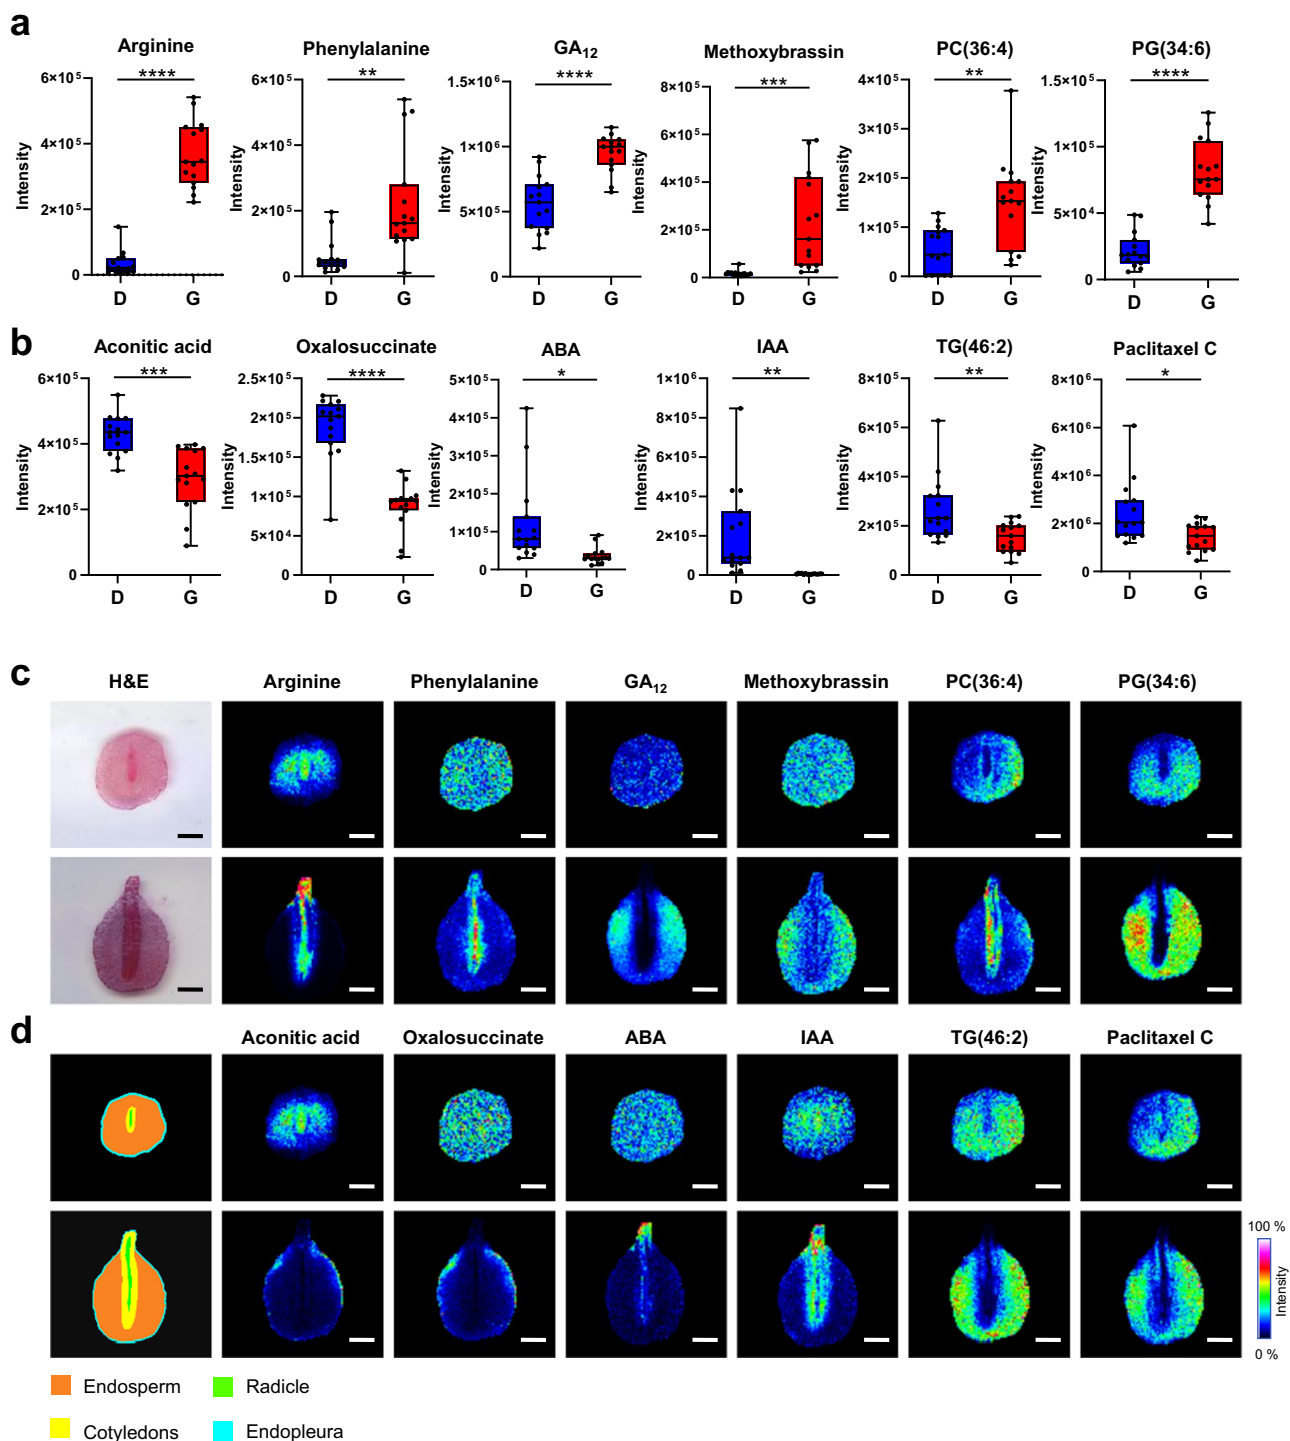 a
Arginine
Phenylalanine
GA12
Methoxybrassin
PC(36:4)
PG(34:6)
****
**
****
***
**
****
Intensity
6×10⁵
4×10⁵
2×10⁵
0
D G
Intensity
6×10⁵
4×10⁵
2×10⁵
0
D G
Intensity
1.5×10⁶
1×10⁶
5×10⁵
0
D G
Intensity
8×10⁵
6×10⁵
4×10⁵
2×10⁵
0
D G
Intensity
4×10⁵
3×10⁵
2×10⁵
1×10⁵
0
D G
Intensity
1.5×10⁵
1×10⁵
5×10⁴
0
D G
b
Aconitic acid
Oxalosuccinate
ABA
IAA
TG(46:2)
Paclitaxel C
***
****
*
**
**
*
Intensity
6×10⁵
4×10⁵
2×10⁵
0
D G
Intensity
2.5×10⁵
2×10⁵
1.5×10⁵
1×10⁵
5×10⁴
0
D G
Intensity
5×10⁵
4×10⁵
3×10⁵
2×10⁵
1×10⁵
0
D G
Intensity
1×10⁶
8×10⁵
6×10⁵
4×10⁵
2×10⁵
0
D G
Intensity
8×10⁵
6×10⁵
4×10⁵
2×10⁵
0
D G
Intensity
8×10⁶
6×10⁶
4×10⁶
2×10⁶
0
D G
c
H&E
Arginine
Phenylalanine
GA12
Methoxybrassin
PC(36:4)
PG(34:6)
d
Aconitic acid
Oxalosuccinate
ABA
IAA
TG(46:2)
Paclitaxel C
100 %
Intensity
0 %
Endosperm
Radicle
Cotyledons
Endopleura